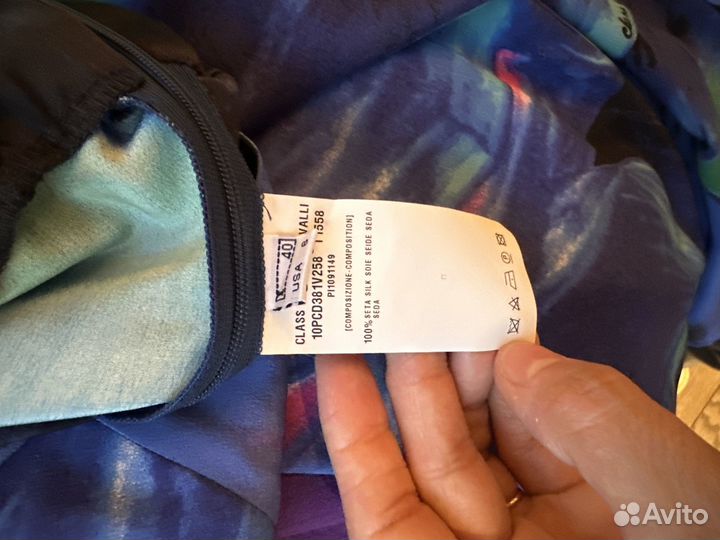 CLASS VALLI
40
USA
10PCD381V258
PI1091149
[COMPOSIZIONE-COMPOSITION]
100%SETA SILK SOIE SEIDE SEDA
SEDA
Avito